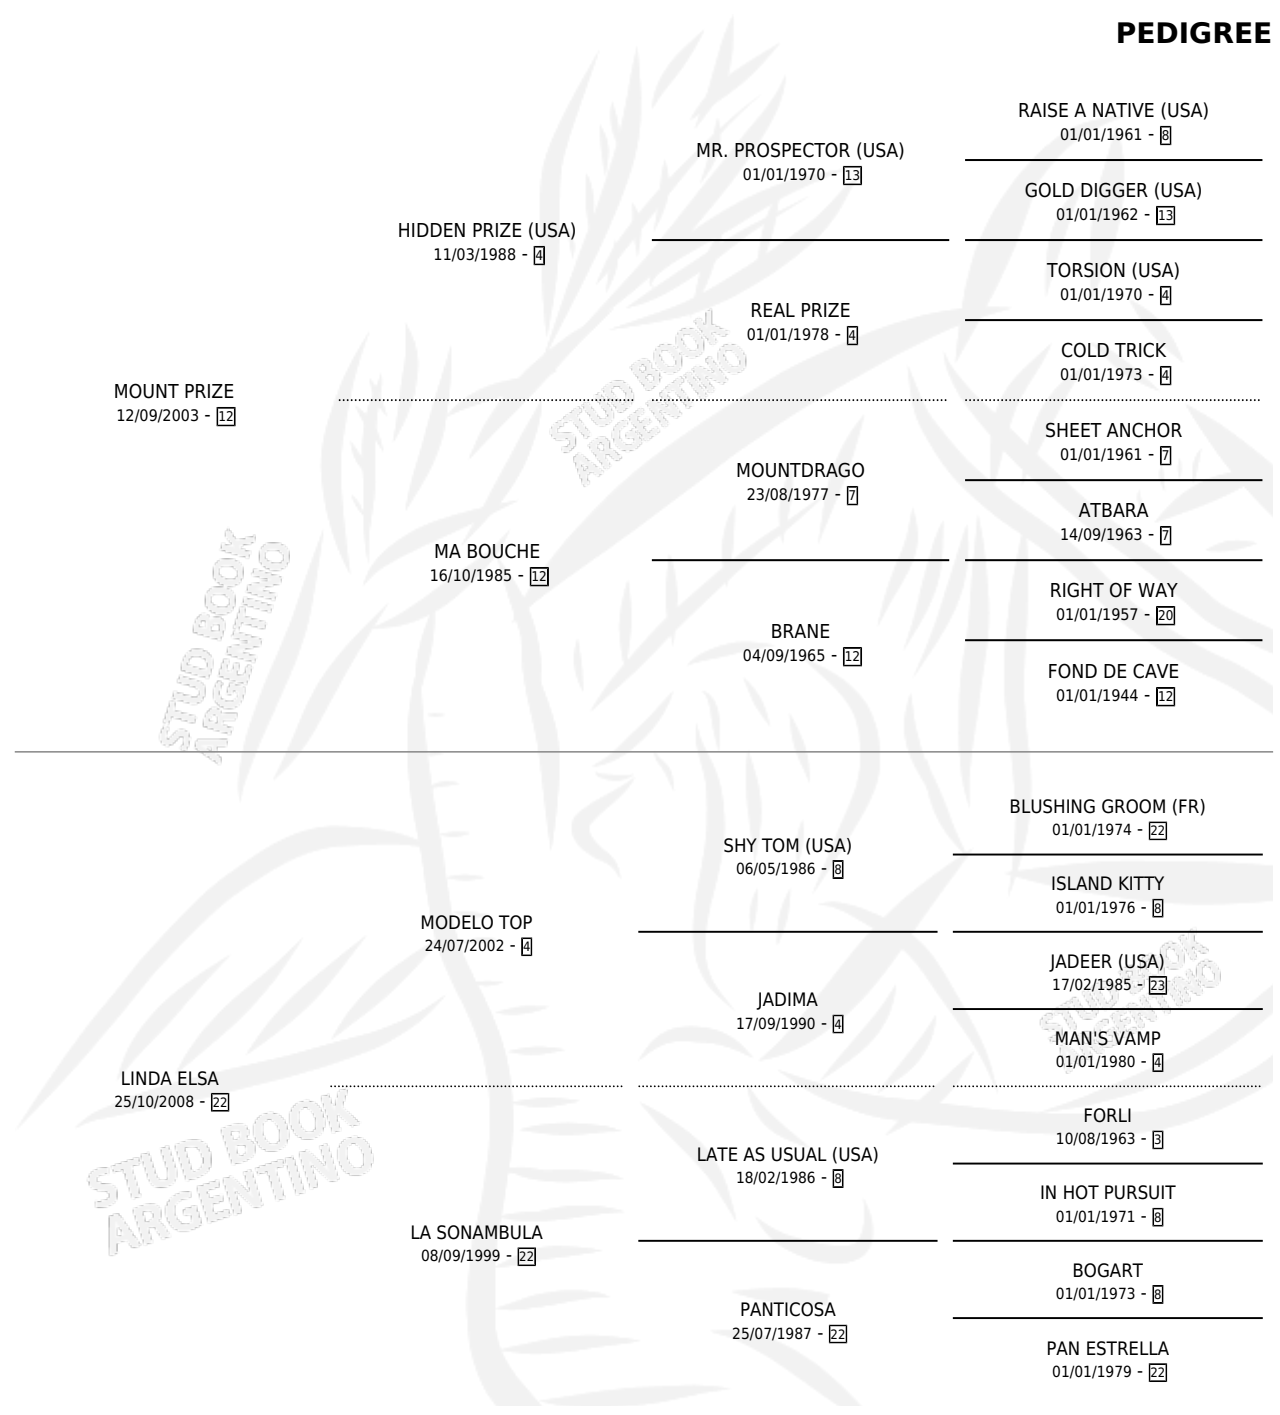 PEDIGREE
RAISE A NATIVE (USA)
01/01/1961 - 8
MR. PROSPECTOR (USA)
01/01/1970 - 13
GOLD DIGGER (USA)
01/01/1962 - 13
HIDDEN PRIZE (USA)
11/03/1988 - 4
TORSION (USA)
01/01/1970 - 4
REAL PRIZE
01/01/1978 - 4
COLD TRICK
01/01/1973 - 4
MOUNT PRIZE
12/09/2003 - 12
SHEET ANCHOR
01/01/1961 - 7
MOUNTDRAGO
23/08/1977 - 7
ATBARA
14/09/1963 - 7
MA BOUCHE
16/10/1985 - 12
RIGHT OF WAY
01/01/1957 - 20
BRANE
04/09/1965 - 12
FOND DE CAVE
01/01/1944 - 12
BLUSHING GROOM (FR)
01/01/1974 - 22
SHY TOM (USA)
06/05/1986 - 8
ISLAND KITTY
01/01/1976 - 8
MODELO TOP
24/07/2002 - 4
JADEER (USA)
17/02/1985 - 23
JADIMA
17/09/1990 - 4
MAN'S VAMP
01/01/1980 - 4
LINDA ELSA
25/10/2008 - 22
FORLI
10/08/1963 - 3
LATE AS USUAL (USA)
18/02/1986 - 8
IN HOT PURSUIT
01/01/1971 - 8
LA SONAMBULA
08/09/1999 - 22
BOGART
01/01/1973 - 8
PANTICOSA
25/07/1987 - 22
PAN ESTRELLA
01/01/1979 - 22
STUD BOOK
ARGENTINO
STUD BOOK
ARGENTINO
STUD BOOK
ARGENTINO
STUD BOOK
ARGENTINO